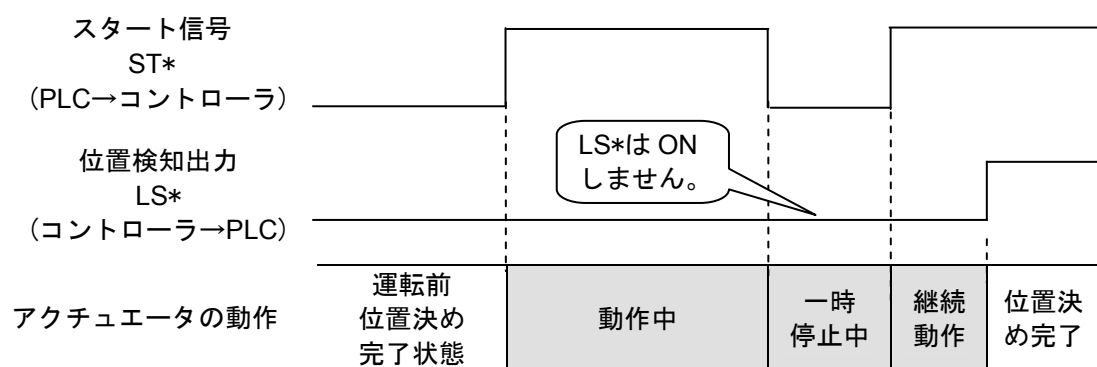 スタート信号
ST*
（PLC→コントローラ）
LS*は ON
しません。
位置検知出力
LS*
（コントローラ→PLC）
アクチュエータの動作
運転前
位置決め
完了状態
動作中
一時
停止中
継続
動作
位置決
め完了